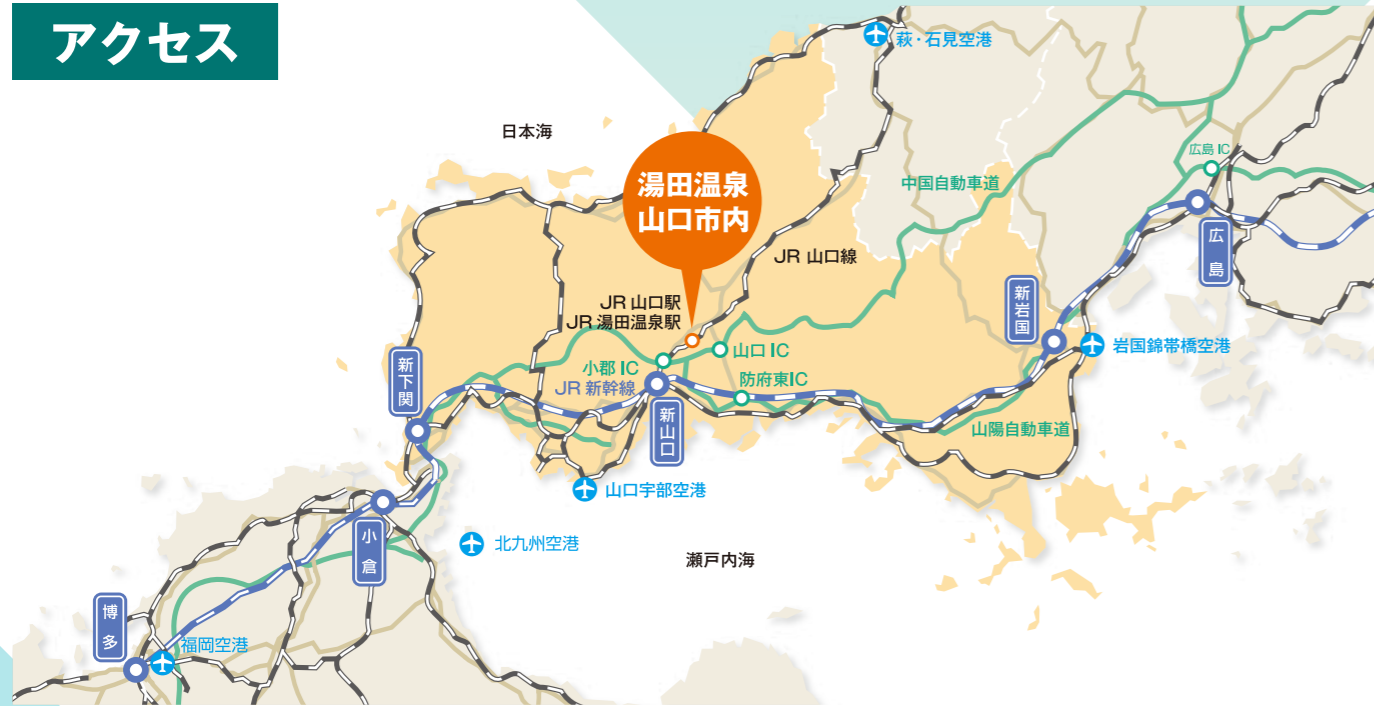 アクセス
萩・石見空港
日本海
広島 IC
湯田温泉
山口市内
中国自動車道
広島
JR 山口線
新岩国
JR 山口駅
JR 湯田温泉駅
岩国錦帯橋空港
山口 IC
小郡 IC
防府東IC
JR 新幹線
新下関
新山口
山陽自動車道
山口宇部空港
北九州空港
小倉
瀬戸内海
博多
福岡空港